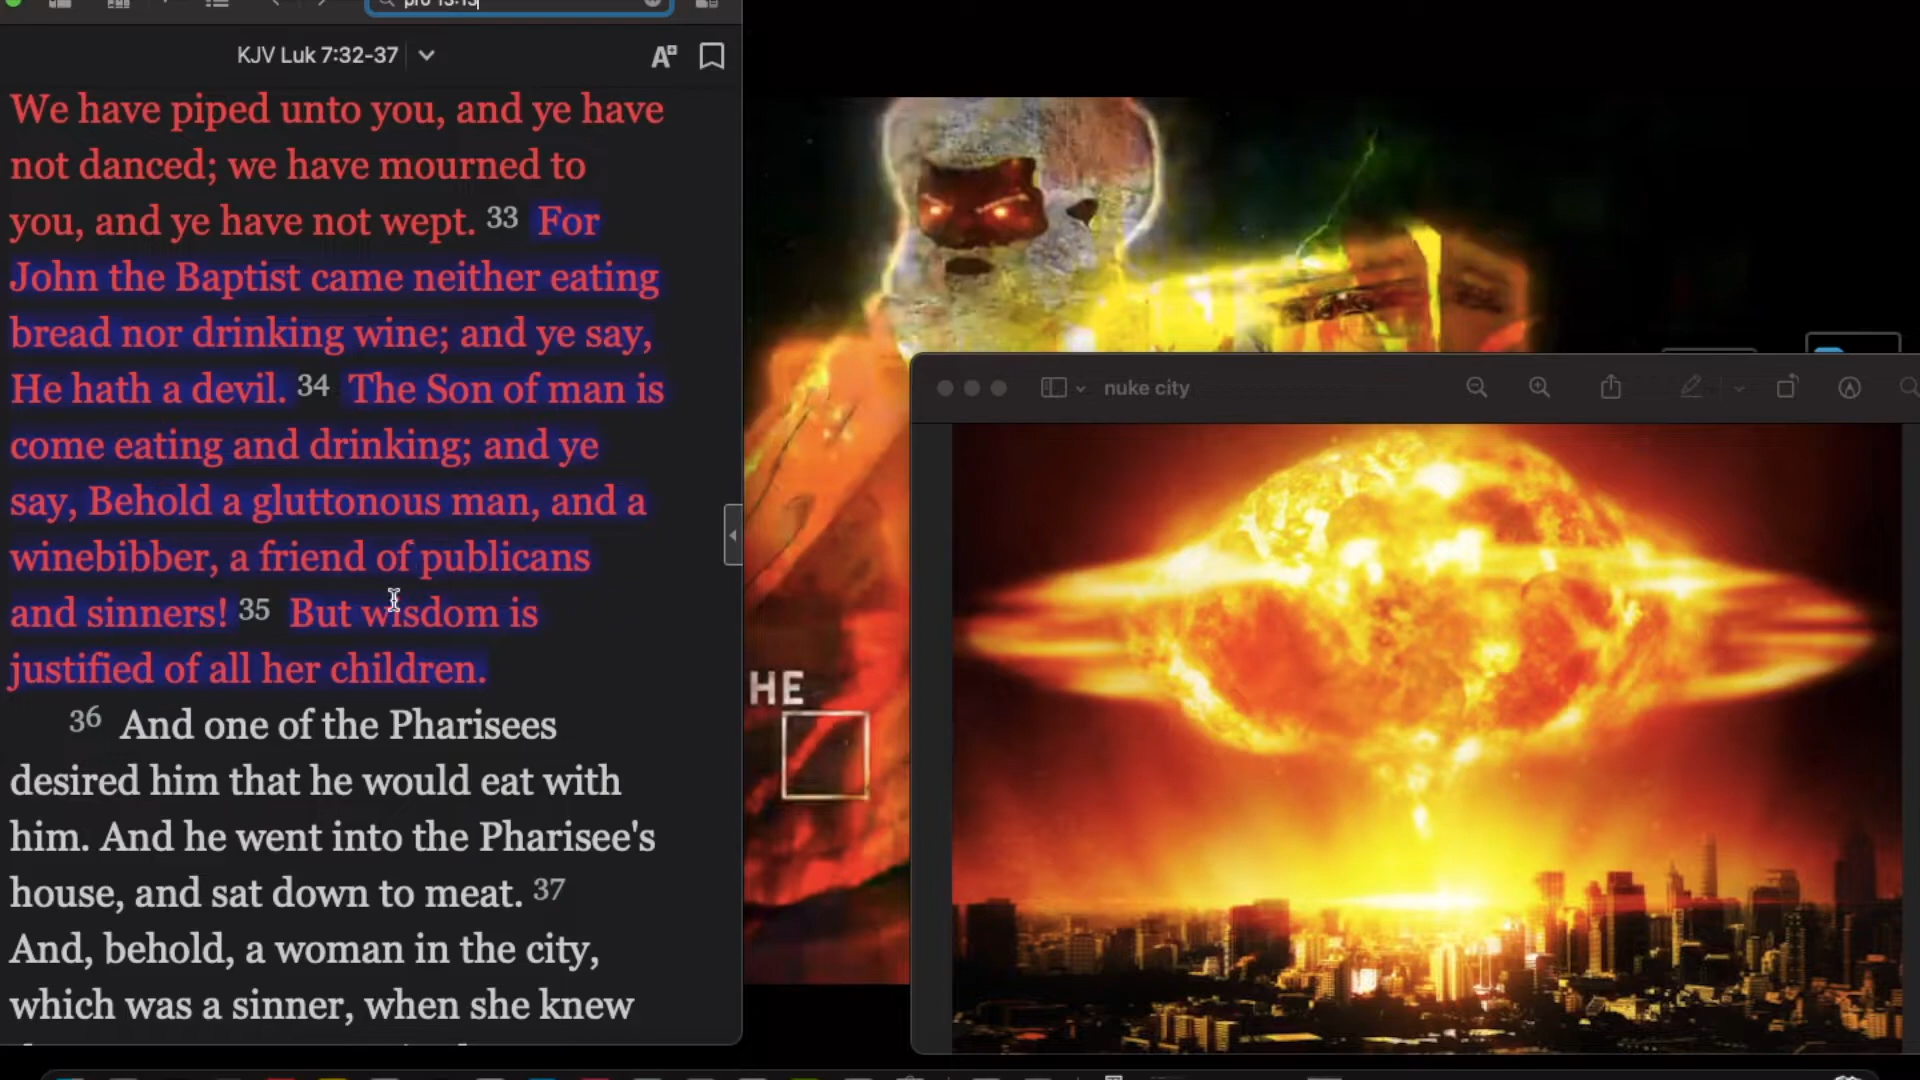 pro 13:13
KJV Luk 7:32-37
We have piped unto you, and ye have
not danced; we have mourned to
you, and ye have not wept. 33 For
John the Baptist came neither eating
bread nor drinking wine; and ye say,
He hath a devil. 34 The Son of man is
come eating and drinking; and ye
say, Behold a gluttonous man, and a
winebibber, a friend of publicans
and sinners! 35 But wisdom is
justified of all her children.
36 And one of the Pharisees
desired him that he would eat with
him. And he went into the Pharisee's
house, and sat down to meat. 37
And, behold, a woman in the city,
which was a sinner, when she knew
HE
nuke city